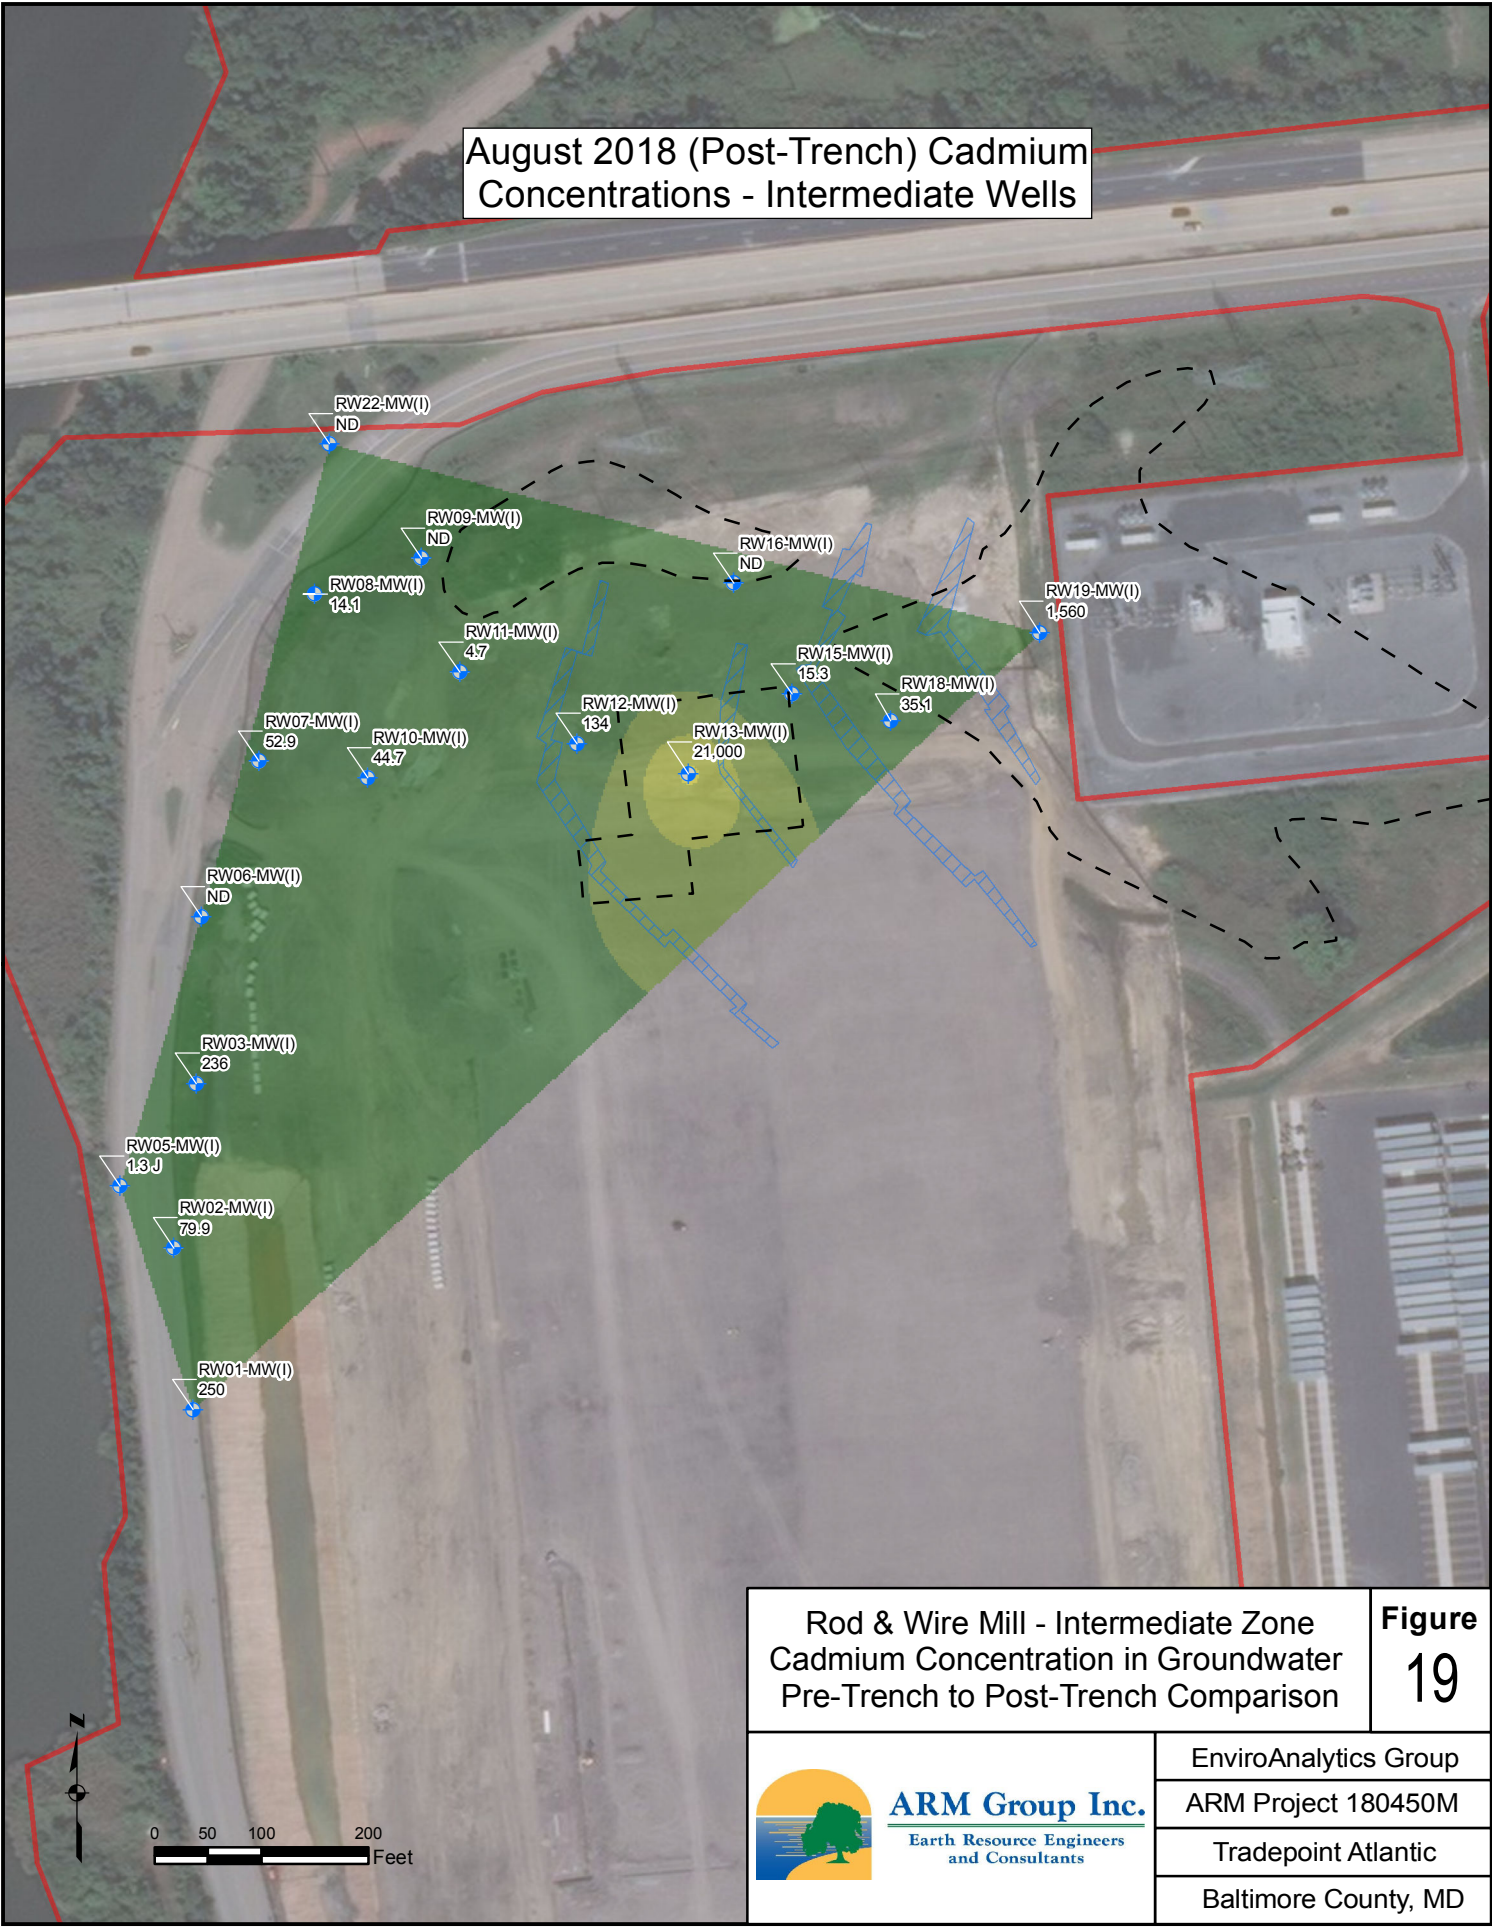 August 2018 (Post-Trench) Cadmium
Concentrations - Intermediate Wells
RW22-MW(I)
ND
RW09-MW(I)
ND
RW16-MW(I)
ND
RW08-MW(I)
14.1
RW19-MW(I)
1,560
RW11-MW(I)
4.7
RW15-MW(I)
15.3
RW18-MW(I)
35.1
RW12-MW(I)
134
RW07-MW(I)
52.9
RW10-MW(I)
44.7
RW13-MW(I)
21,000
RW06-MW(I)
ND
RW03-MW(I)
236
RW05-MW(I)
1.3 J
RW02-MW(I)
79.9
RW01-MW(I)
250
Rod & Wire Mill - Intermediate Zone
Cadmium Concentration in Groundwater
Pre-Trench to Post-Trench Comparison
Figure
19
N
0 50 100 200
Feet
ARM Group Inc.
Earth Resource Engineers
and Consultants
EnviroAnalytics Group
ARM Project 180450M
Tradepoint Atlantic
Baltimore County, MD